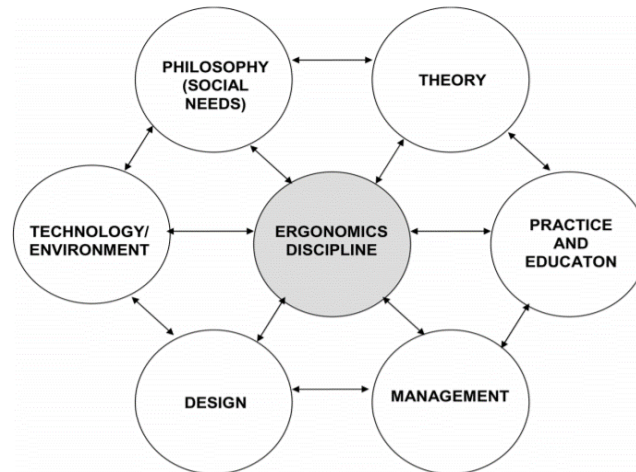 PHILOSOPHY
(SOCIAL
NEEDS)
THEORY
TECHNOLOGY/
ENVIRONMENT
ERGONOMICS
DISCIPLINE
PRACTICE
AND
EDUCATON
DESIGN
MANAGEMENT